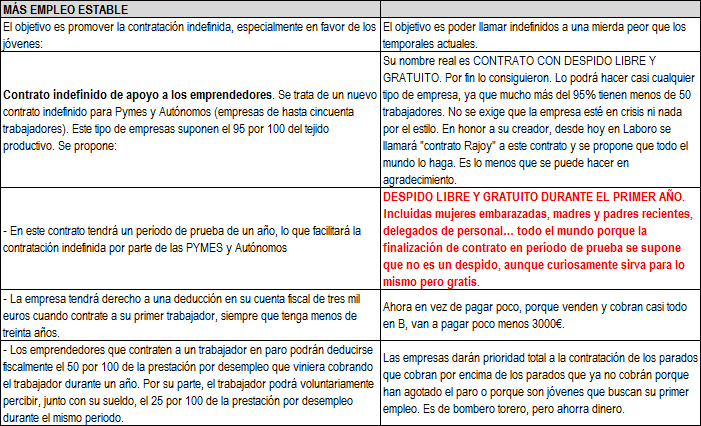 MÁS EMPLEO ESTABLE
El objetivo es promover la contratación indefinida, especialmente en favor de los
jóvenes:
El objetivo es poder llamar indefinidos a una mierda peor que los
temporales actuales.
Contrato indefinido de apoyo a los emprendedores. Se trata de un nuevo
contrato indefinido para Pymes y Autónomos (empresas de hasta cincuenta
trabajadores). Este tipo de empresas suponen el 95 por 100 del tejido
productivo. Se propone:
Su nombre real es CONTRATO CON DESPIDO LIBRE Y
GRATUITO. Por fin lo consiguieron. Lo podrá hacer casi cualquier
tipo de empresa, ya que mucho más del 95% tienen menos de 50
trabajadores. No se exige que la empresa esté en crisis ni nada
por el estilo. En honor a su creador, desde hoy en Laboro se
llamará "contrato Rajoy" a este contrato y se propone que todo el
mundo lo haga. Es lo menos que se puede hacer en
agradecimiento.
- En este contrato tendrá un período de prueba de un año, lo que facilitará la
contratación indefinida por parte de las PYMES y Autónomos
DESPIDO LIBRE Y GRATUITO DURANTE EL PRIMER AÑO.
Incluidas mujeres embarazadas, madres y padres recientes,
delegados de personal... todo el mundo porque la
finalización de contrato en periodo de prueba se supone
que no es un despido, aunque curiosamente sirva para lo
mismo pero gratis.
- La empresa tendrá derecho a una deducción en su cuenta fiscal de tres mil
euros cuando contrate a su primer trabajador, siempre que tenga menos de
treinta años.
Ahora en vez de pagar poco, porque venden y cobran casi todo
en B, van a pagar poco menos 3000€.
- Los emprendedores que contraten a un trabajador en paro podrán deducirse
fiscalmente el 50 por 100 de la prestación por desempleo que viniera cobrando
el trabajador durante un año. Por su parte, el trabajador podrá voluntariamente
percibir, junto con su sueldo, el 25 por 100 de la prestación por desempleo
durante el mismo periodo.
Las empresas darán prioridad total a la contratación de los parados
que cobran por encima de los parados que ya no cobrán porque
han agotado el paro o porque son jóvenes que buscan su primer
empleo. Es de bombero torero, pero ahorra dinero.